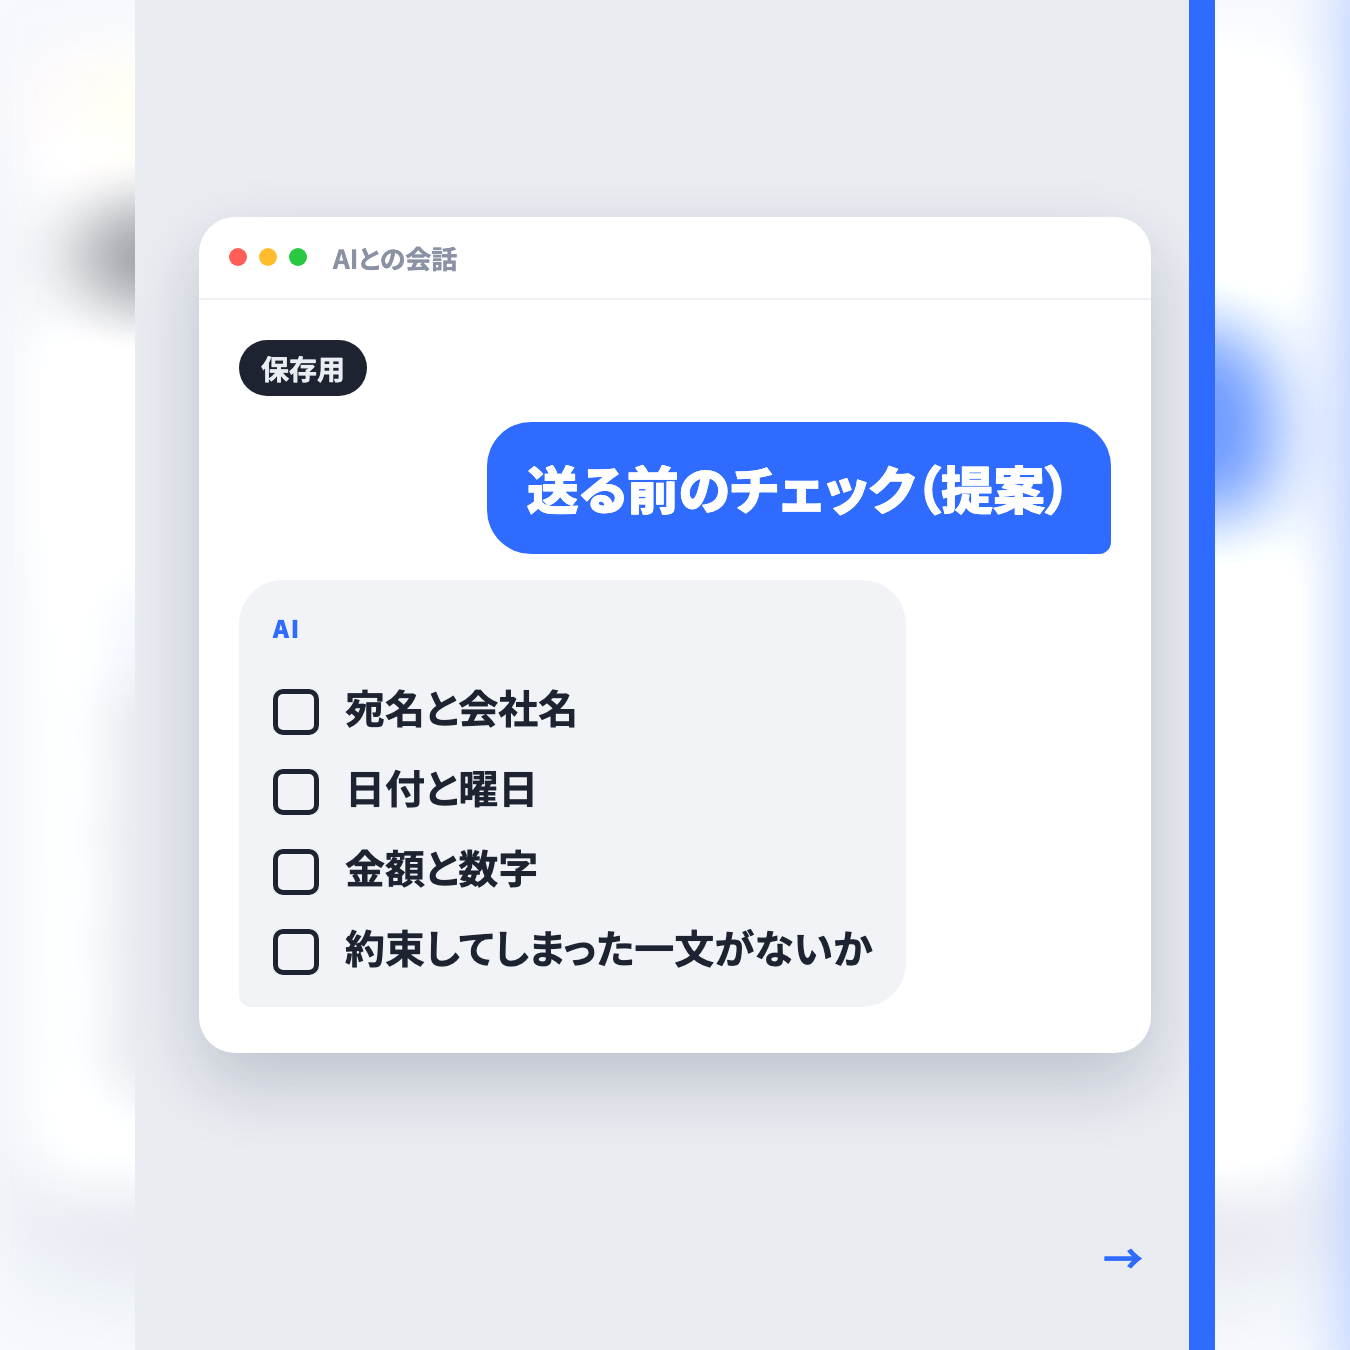 AIとの会話
保存用
送る前のチェック（提案）
AI
宛名と会社名
日付と曜日
金額と数字
約束してしまった一文がないか
→